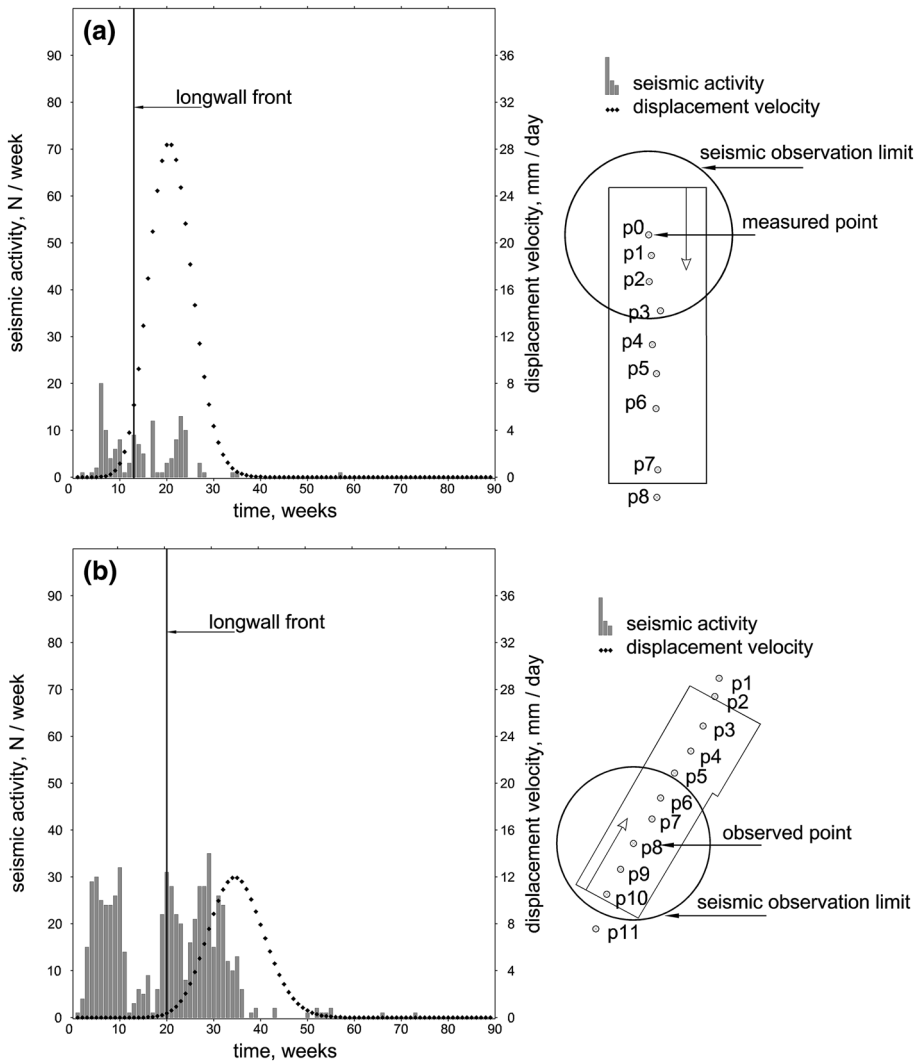 (a)
longwall front
seismic activity, N / week
90
80
70
60
50
40
30
20
10
0
displacement velocity, mm / day
36
32
28
24
20
16
12
8
4
0
0 10 20 30 40 50 60 70 80 90
time, weeks
seismic activity
displacement velocity
seismic observation limit
measured point
p0
p1
p2
p3
p4
p5
p6
p7
p8
(b)
longwall front
seismic activity, N / week
90
80
70
60
50
40
30
20
10
0
displacement velocity, mm / day
36
32
28
24
20
16
12
8
4
0
0 10 20 30 40 50 60 70 80 90
time, weeks
seismic activity
displacement velocity
p1
p2
p3
p4
p5
p6
p7
observed point
p8
p9
p10
seismic observation limit
p11